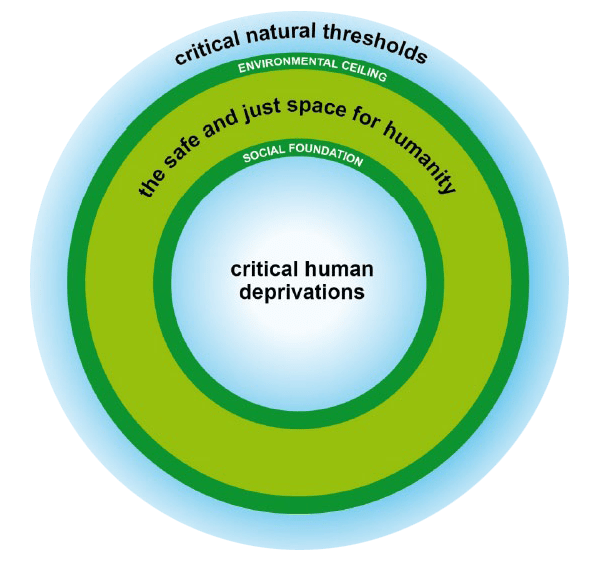 critical natural thresholds
ENVIRONMENTAL CEILING
the safe and just space for humanity
SOCIAL FOUNDATION
critical human
deprivations